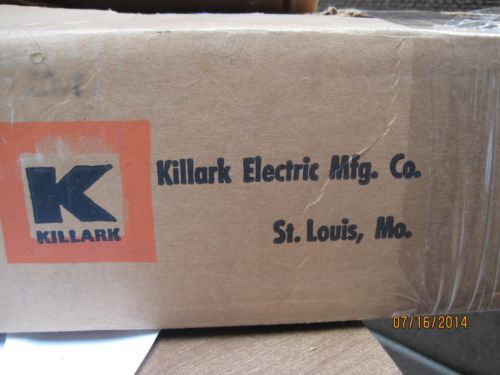 Killark Electric Mfg. Co.
St. Louis, Mo.
K
KILLARK
07/16/2014